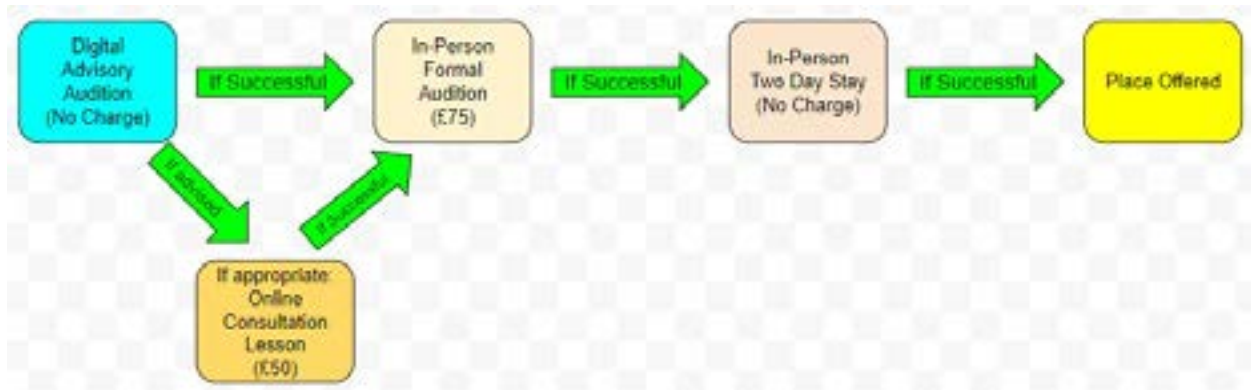 Digital
Advisory
Audition
(No Charge)
If Successful
In-Person
Formal
Audition
(£75)
If Successful
In-Person
Two Day Stay
(No Charge)
If Successful
Place Offered
If advised
If Successful
If appropriate:
Online
Consultation
Lesson
(£50)